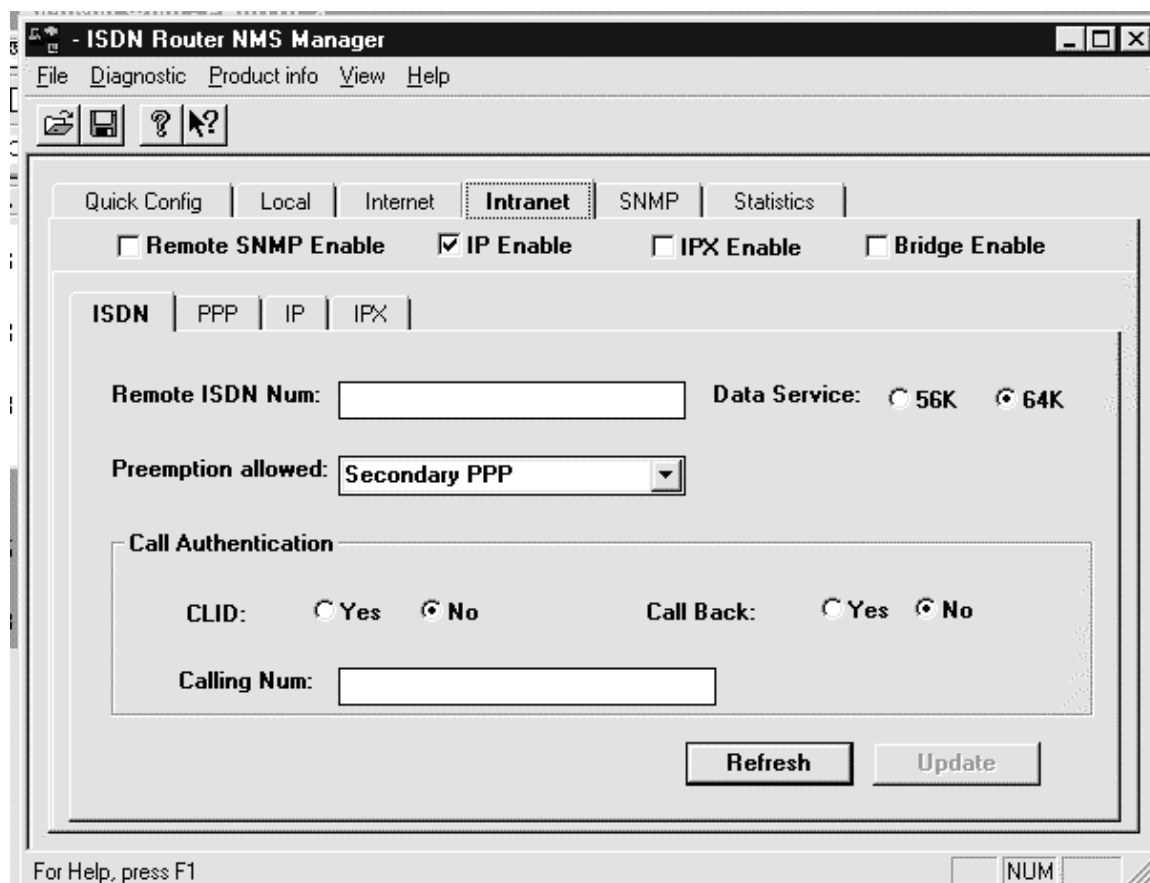 - ISDN Router NMS Manager
File Diagnostic Product info View Help
Quick Config Local Internet Intranet SNMP Statistics
Remote SNMP Enable IP Enable IPX Enable Bridge Enable
ISDN PPP IP IPX
Remote ISDN Num: Data Service: 56K 64K
Preemption allowed: Secondary PPP
Call Authentication
CLID: Yes No Call Back: Yes No
Calling Num:
Refresh Update
For Help, press F1 NUM